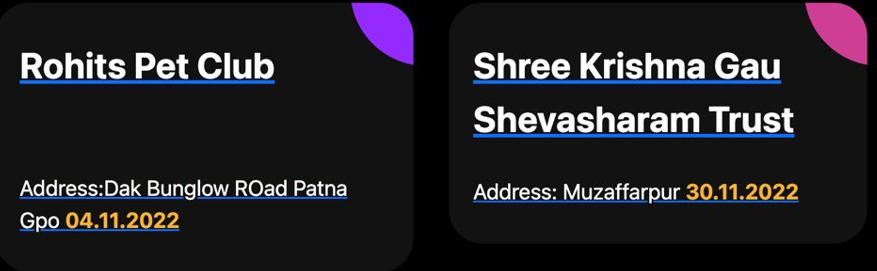 Rohits Pet Club
Address:Dak Bunglow ROad Patna
Gpo 04.11.2022
Shree Krishna Gau
Shevasharam Trust
Address: Muzaffarpur 30.11.2022